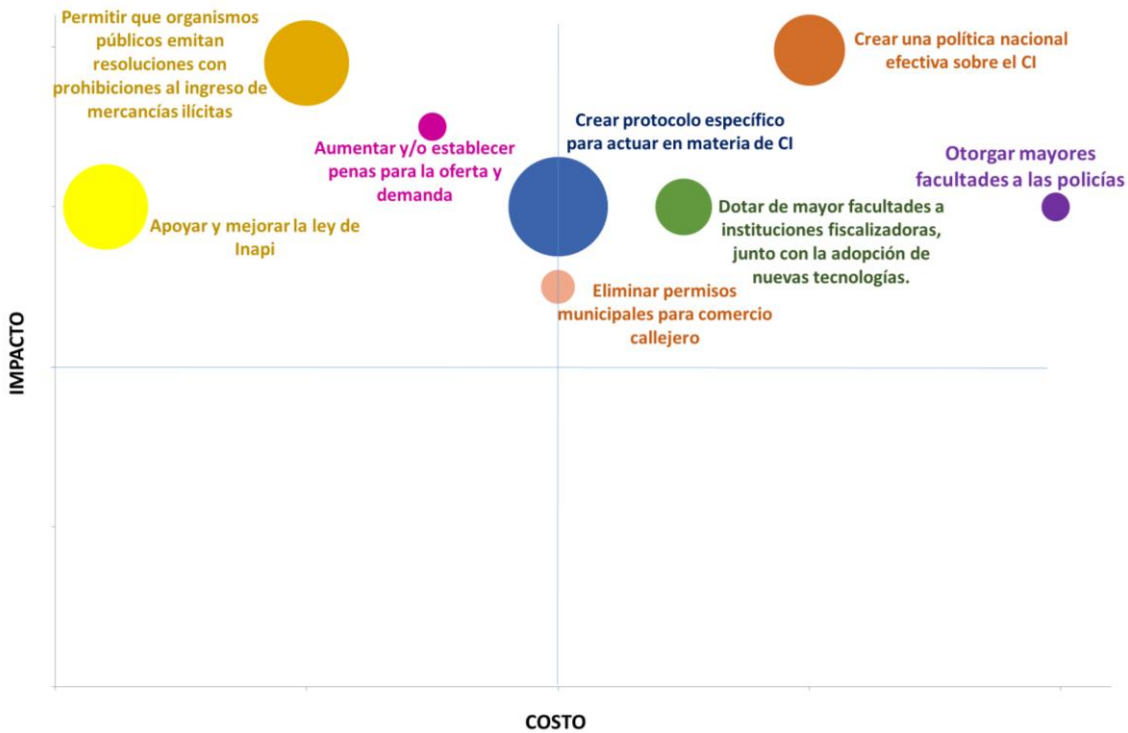 Permitir que organismos
públicos emitan
resoluciones con
prohibiciones al ingreso de
mercancías ilícitas
Crear una política nacional
efectiva sobre el CI
Aumentar y/o establecer
penas para la oferta y
demanda
Crear protocolo específico
para actuar en materia de CI
Otorgar mayores
facultades a las policías
Apoyar y mejorar la ley de
Inapi
Dotar de mayor facultades a
instituciones fiscalizadoras,
junto con la adopción de
nuevas tecnologías.
Eliminar permisos
municipales para comercio
callejero
IMPACTO
COSTO